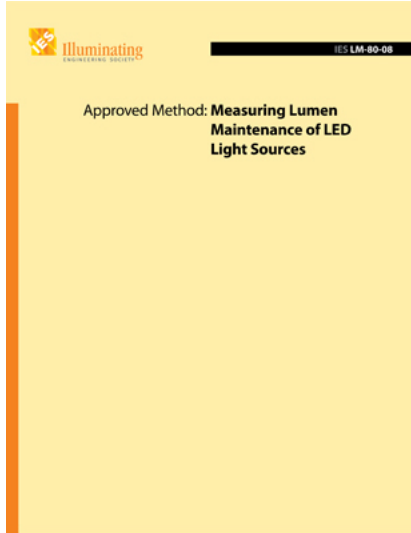 IES
Illuminating
ENGINEERING SOCIETY
IES LM-80-08
Approved Method: Measuring Lumen
Maintenance of LED
Light Sources